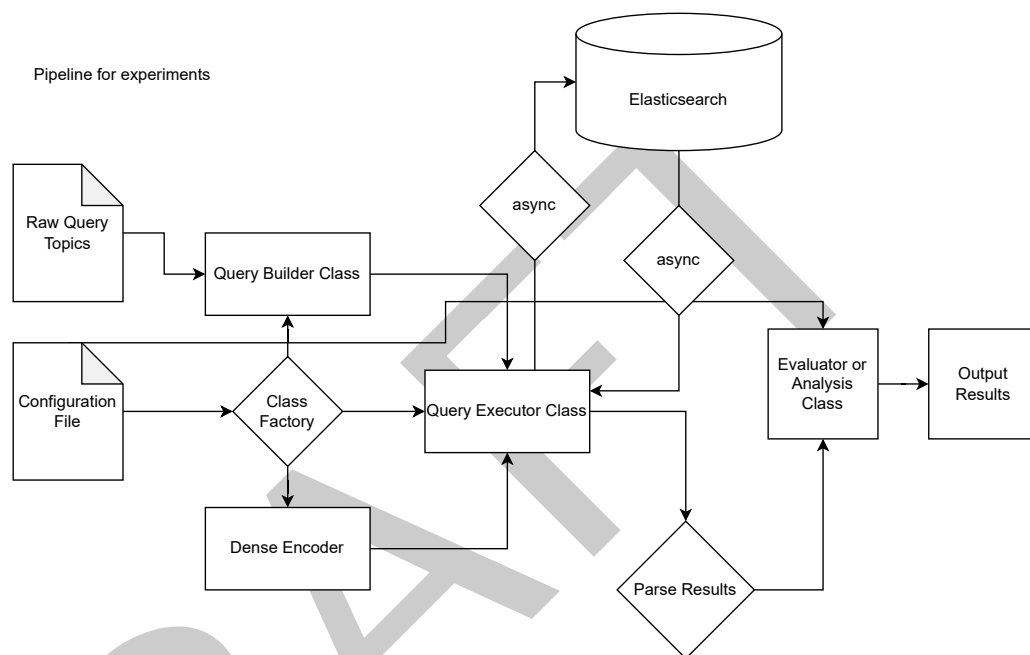 Pipeline for experiments
Elasticsearch
async
Raw Query
Topics
async
Query Builder Class
Configuration
File
Class
Factory
Query Executor Class
Evaluator or
Analysis
Class
Output
Results
Dense Encoder
Parse Results